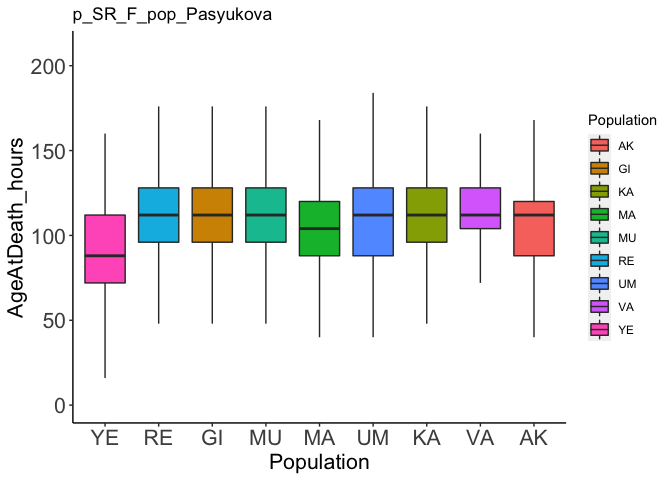 p_SR_F_pop_Pasyukova
AgeAtDeath_hours
200
150
100
50
0
YE RE GI MU MA UM KA VA AK
Population
Population
AK
GI
KA
MA
MU
RE
UM
VA
YE